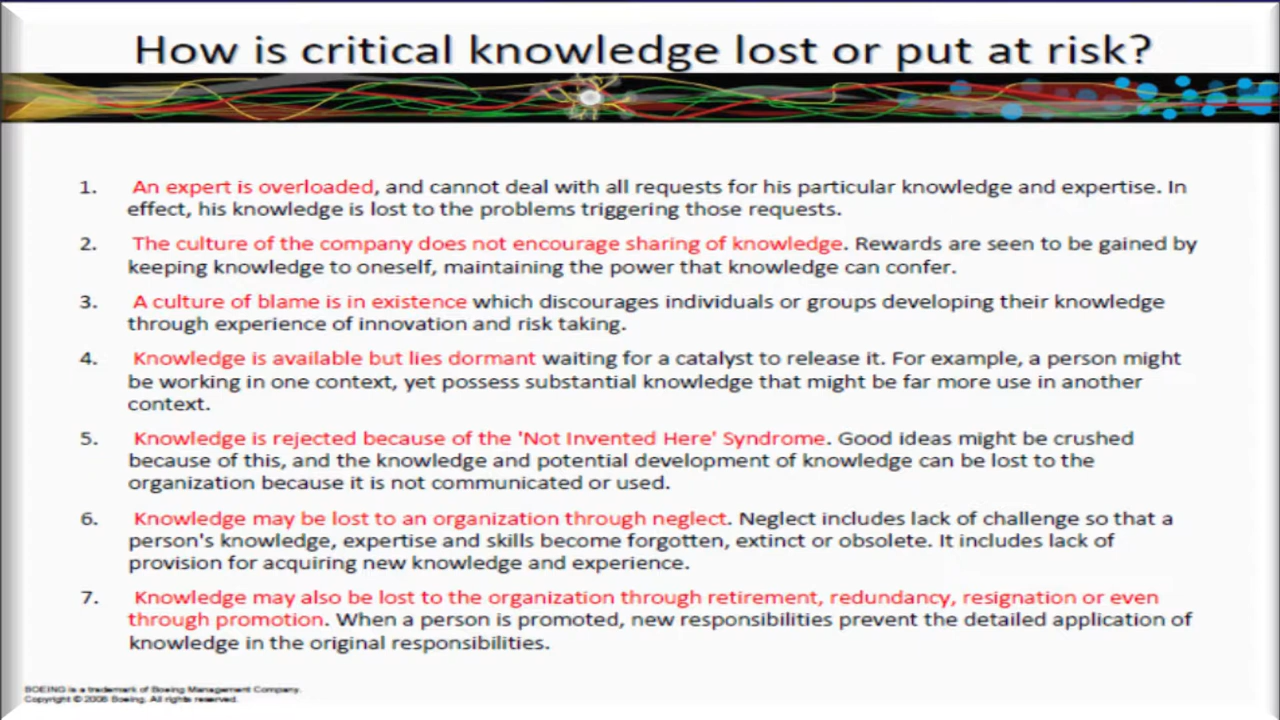 How is critical knowledge lost or put at risk?
1. An expert is overloaded, and cannot deal with all requests for his particular knowledge and expertise. In
effect, his knowledge is lost to the problems triggering those requests.
2. The culture of the company does not encourage sharing of knowledge. Rewards are seen to be gained by
keeping knowledge to oneself, maintaining the power that knowledge can confer.
3. A culture of blame is in existence which discourages individuals or groups developing their knowledge
through experience of innovation and risk taking.
4. Knowledge is available but lies dormant waiting for a catalyst to release it. For example, a person might
be working in one context, yet possess substantial knowledge that might be far more use in another
context.
5. Knowledge is rejected because of the 'Not Invented Here' Syndrome. Good ideas might be crushed
because of this, and the knowledge and potential development of knowledge can be lost to the
organization because it is not communicated or used.
6. Knowledge may be lost to an organization through neglect. Neglect includes lack of challenge so that a
person's knowledge, expertise and skills become forgotten, extinct or obsolete. It includes lack of
provision for acquiring new knowledge and experience.
7. Knowledge may also be lost to the organization through retirement, redundancy, resignation or even
through promotion. When a person is promoted, new responsibilities prevent the detailed application of
knowledge in the original responsibilities.
BOEING is a trademark of Boeing Management Company.
Copyright © 2008 Boeing. All rights reserved.